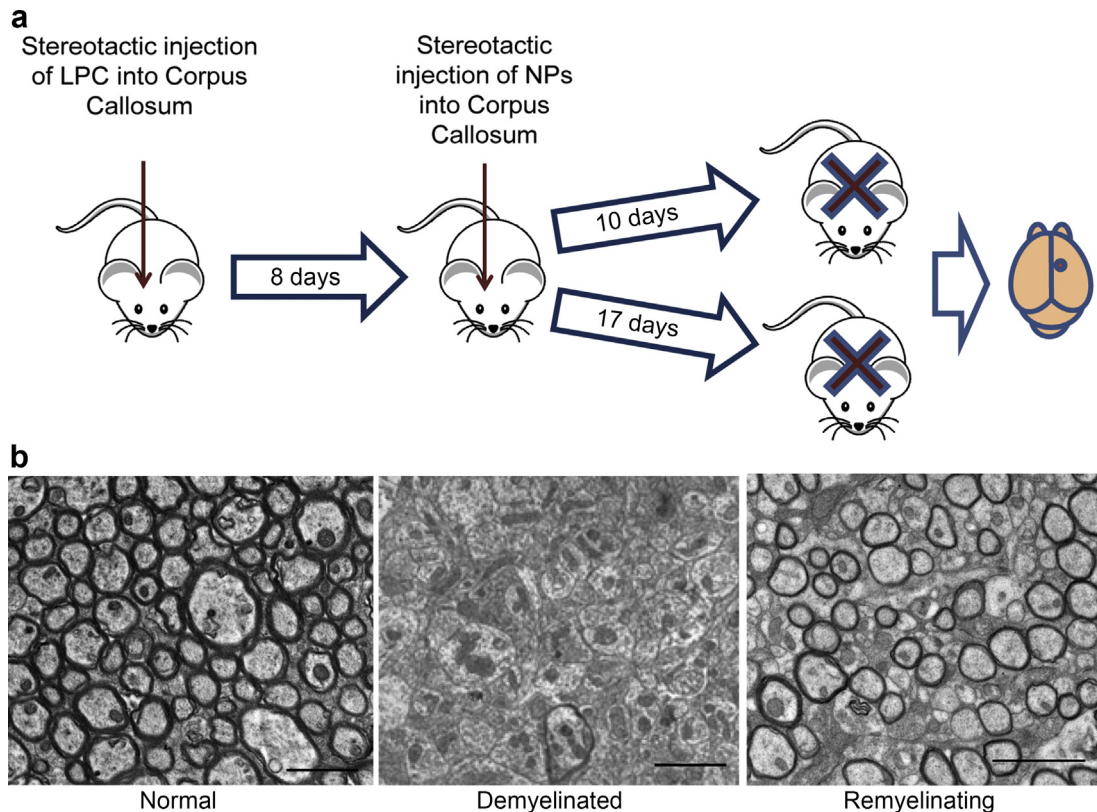 a
Stereotactic injection
of LPC into Corpus
Callosum
Stereotactic
injection of NPs
into Corpus
Callosum
8 days
10 days
17 days
b
Normal
Demyelinated
Remyelinating